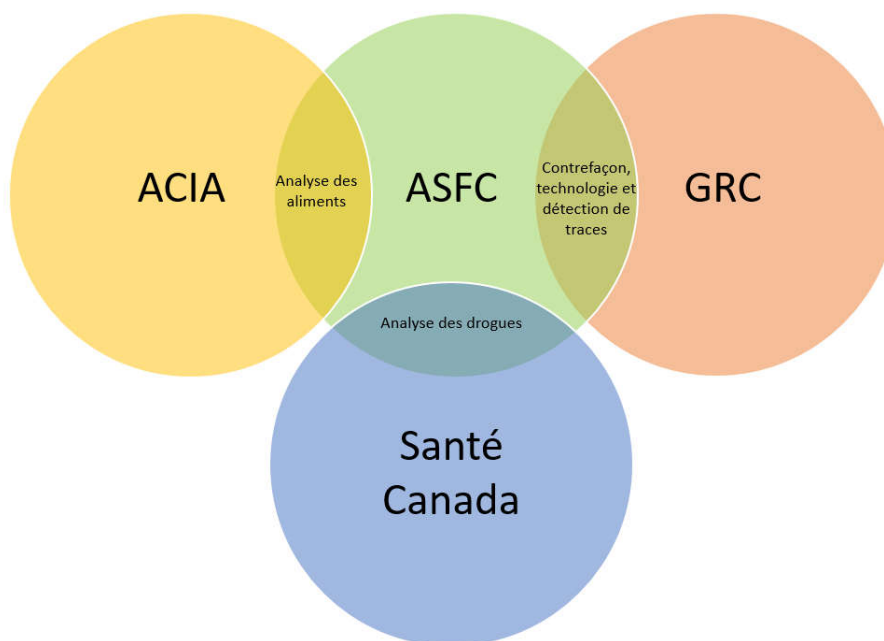 ACIA
Analyse des
aliments
ASFC
Contrefaçon,
technologie et
détection de
traces
GRC
Analyse des drogues
Santé
Canada